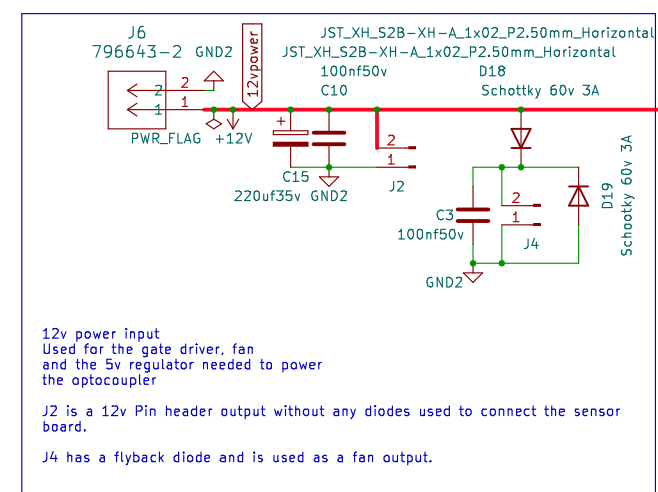 J6
796643-2
GND2
2
2
1
1
PWR_FLAG
+12V
12vpower
JST_XH_S2B-XH-A_1x02_P2.50mm_Horizontal
JST_XH_S2B-XH-A_1x02_P2.50mm_Horizontal
100nf50v
C10
D18
Schottky 60v 3A
+
C15
220uf35v
GND2
2
1
J2
C3
100nf50v
2
1
J4
D19
Schootky 60v 3A
GND2
12v power input
Used for the gate driver, fan
and the 5v regulator needed to power
the optocoupler
J2 is a 12v Pin header output without any diodes used to connect the sensor
board.
J4 has a flyback diode and is used as a fan output.